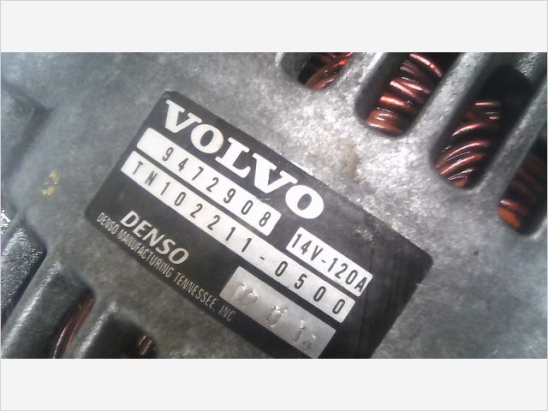 VOLVO
9472908 14V-120A
TN102211-0500
DENSO
DENSO MANUFACTURING TENNESSEE, INC